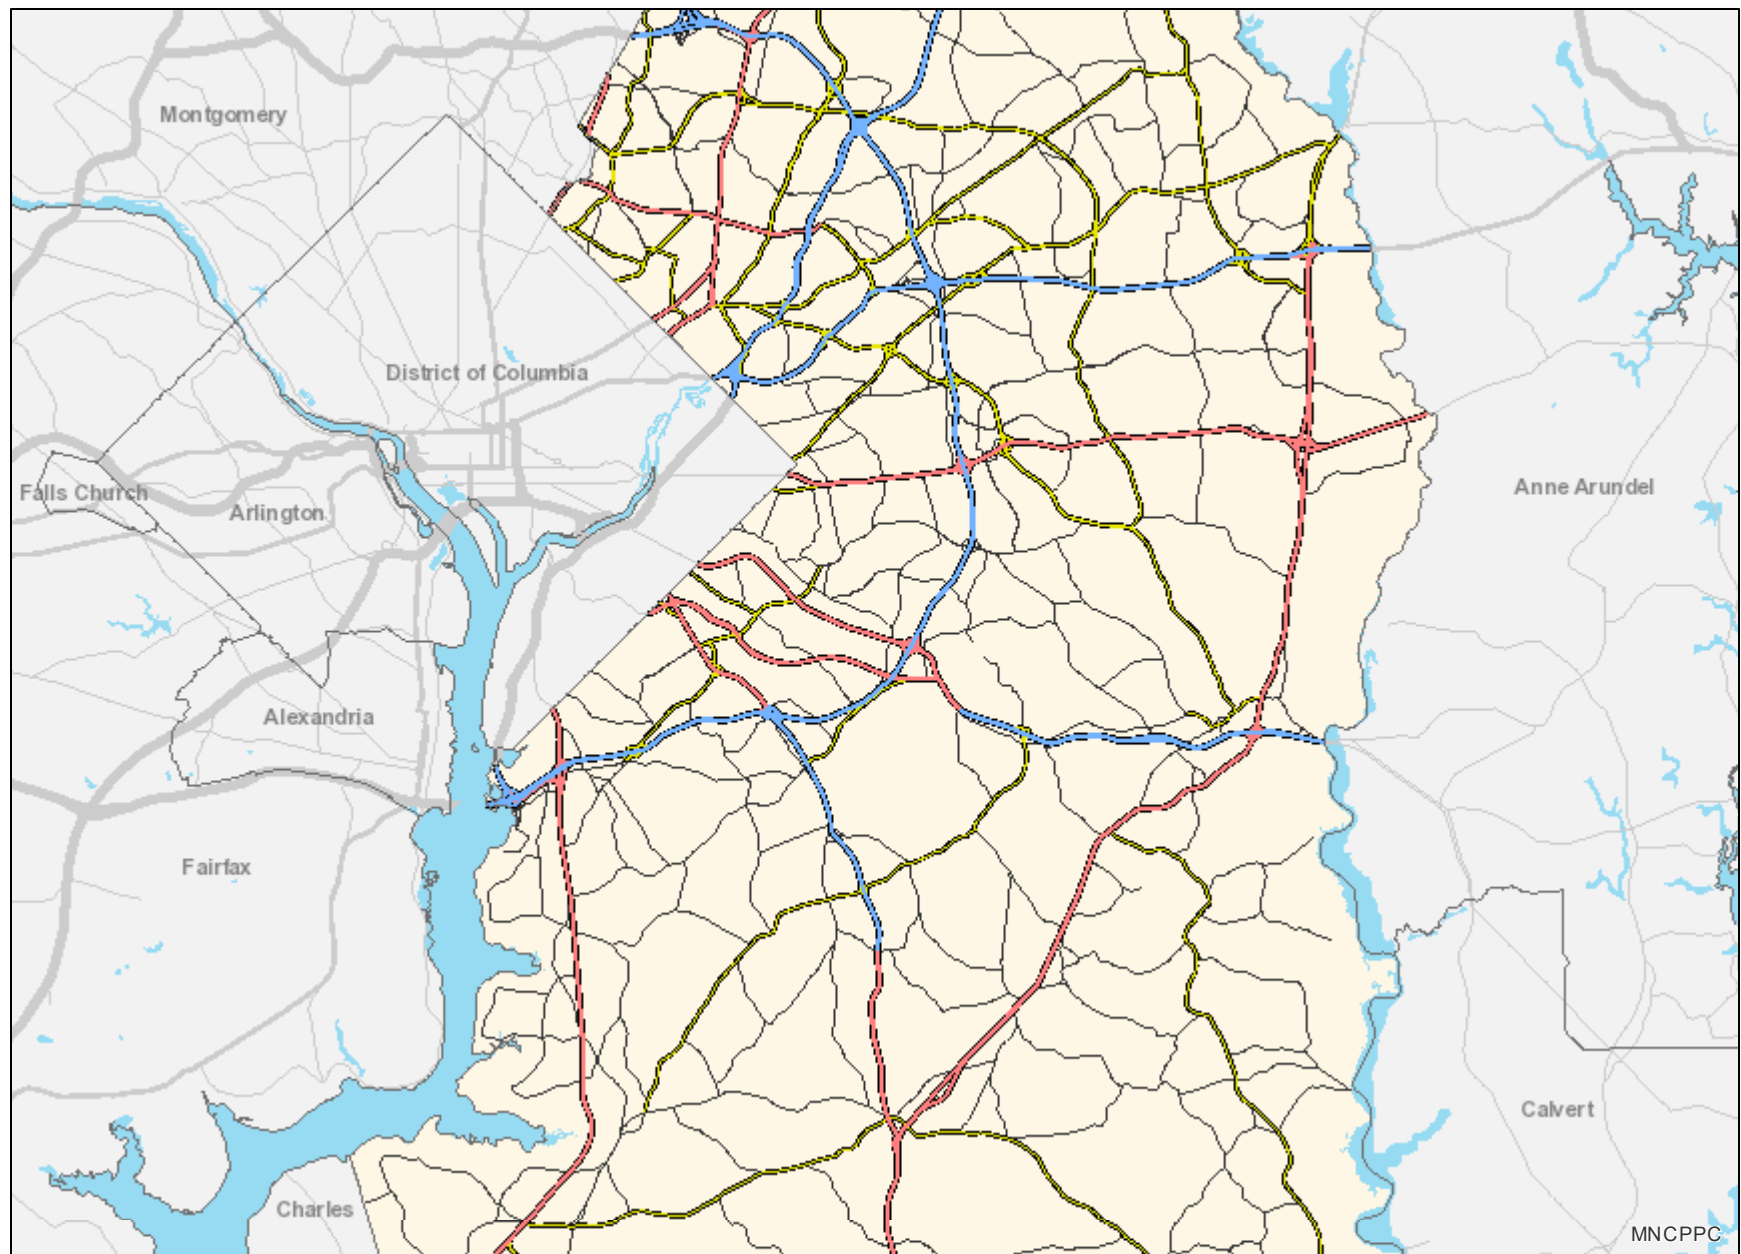 Montgomery
District of Columbia
Falls Church
Arlington
Anne Arundel
Alexandria
Fairfax
Calvert
Charles
MNCPPC